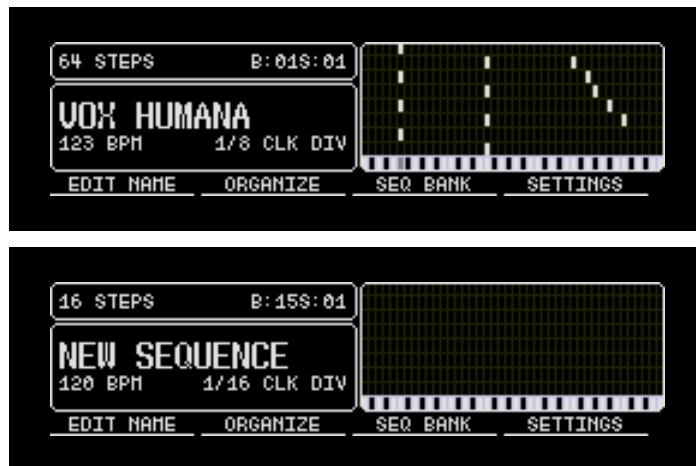 64 STEPS B:01S:01
VOX HUMANA
123 BPM 1/8 CLK DIV
EDIT NAME ORGANIZE SEQ BANK SETTINGS
16 STEPS B:15S:01
NEW SEQUENCE
120 BPM 1/16 CLK DIV
EDIT NAME ORGANIZE SEQ BANK SETTINGS